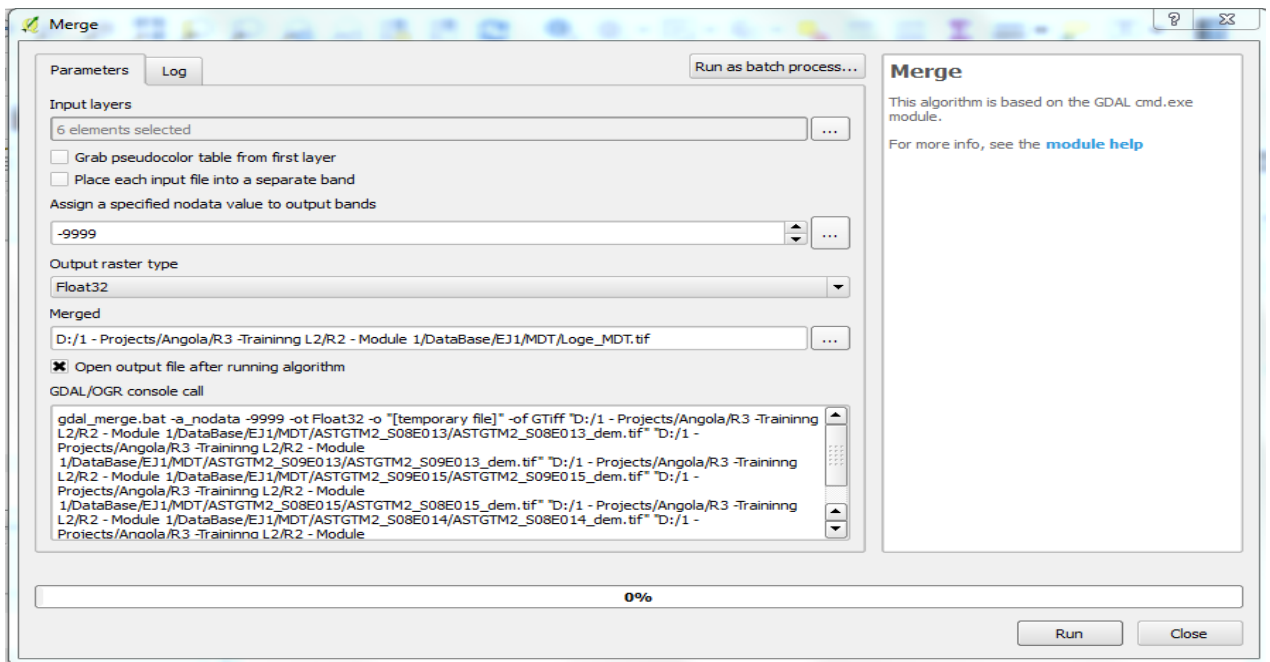 Merge
Parameters
Log
Run as batch process...
Input layers
6 elements selected
...
Grab pseudocolor table from first layer
Place each input file into a separate band
Assign a specified nodata value to output bands
-9999
...
Output raster type
Float32
Merged
D:/1 - Projects/Angola/R3 -Traininng L2/R2 - Module 1/DataBase/EJ1/MDT/Loge_MDT.tif
...
Open output file after running algorithm
GDAL/OGR console call
gdal_merge.bat -a_nodata -9999 -ot Float32 -o "[temporary file]" -of GTiff "D:/1 - Projects/Angola/R3 -Traininng
L2/R2 - Module 1/DataBase/EJ1/MDT/ASTGTM2_S08E013/ASTGTM2_S08E013_dem.tif" "D:/1 -
Projects/Angola/R3 -Traininng L2/R2 - Module
1/DataBase/EJ1/MDT/ASTGTM2_S09E013/ASTGTM2_S09E013_dem.tif" "D:/1 - Projects/Angola/R3 -Traininng
L2/R2 - Module 1/DataBase/EJ1/MDT/ASTGTM2_S09E015/ASTGTM2_S09E015_dem.tif" "D:/1 -
Projects/Angola/R3 -Traininng L2/R2 - Module
1/DataBase/EJ1/MDT/ASTGTM2_S08E015/ASTGTM2_S08E015_dem.tif" "D:/1 - Projects/Angola/R3 -Traininng
L2/R2 - Module 1/DataBase/EJ1/MDT/ASTGTM2_S08E014/ASTGTM2_S08E014_dem.tif" "D:/1 -
Projects/Angola/R3 -Traininng L2/R2 - Module
Merge
This algorithm is based on the GDAL cmd.exe
module.
For more info, see the module help
0%
Run
Close